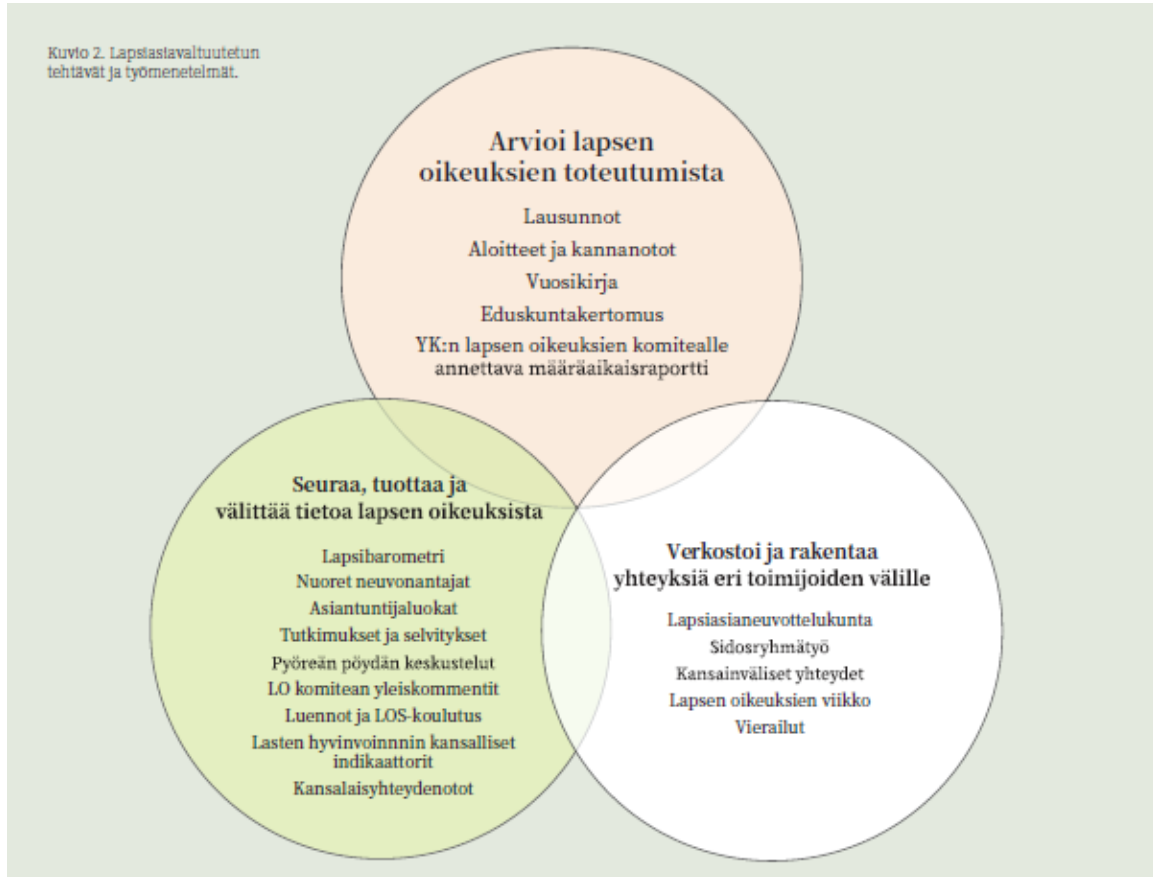 Kuvio 2. Lapsiasiavaltuutetun
tehtävät ja työmenetelmät.
Arvioi lapsen
oikeuksien toteutumista
Lausunnot
Aloitteet ja kannanotot
Vuosikirja
Eduskuntakertomus
YK:n lapsen oikeuksien komitealle
annettava määräaikaisraportti
Seuraa, tuottaa ja
välittää tietoa lapsen oikeuksista
Lapsibarometri
Nuoret neuvonantajat
Asiantuntijaluokat
Tutkimukset ja selvitykset
Pyöreän pöydän keskustelut
LO komitean yleiskommentit
Luennot ja LOS-koulutus
Lasten hyvinvoinnnin kansalliset
indikaattorit
Kansalaisyhteydenotot
Verkostoi ja rakentaa
yhteyksiä eri toimijoiden välille
Lapsiasianeuvottelukunta
Sidosryhmätyö
Kansainväliset yhteydet
Lapsen oikeuksien viikko
Vierailut